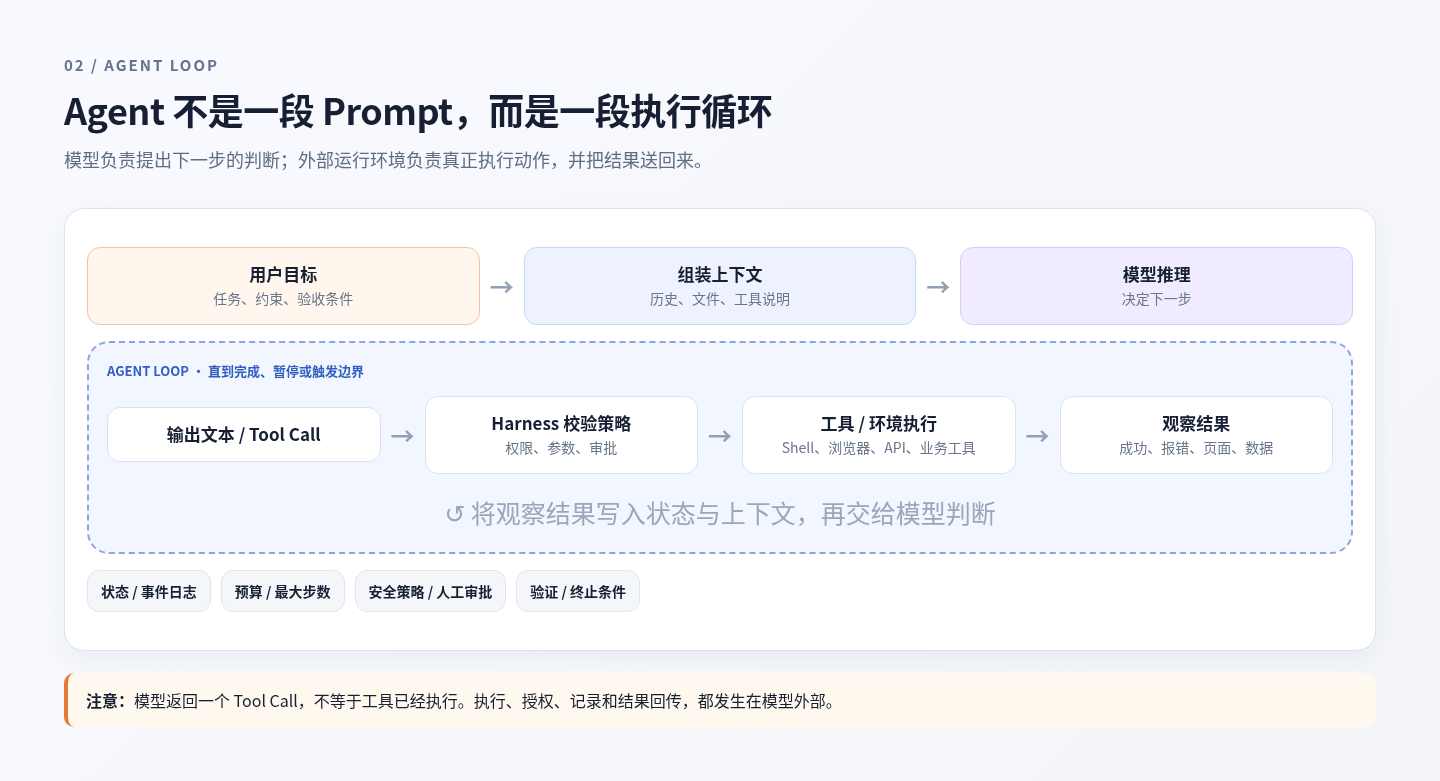 02 / AGENT LOOP
Agent 不是一段 Prompt，而是一段执行循环
模型负责提出下一步的判断；外部运行环境负责真正执行动作，并把结果送回来。
用户目标
任务、约束、验收条件
→
组装上下文
历史、文件、工具说明
→
模型推理
决定下一步
AGENT LOOP · 直到完成、暂停或触发边界
输出文本 / Tool Call
→
Harness 校验策略
权限、参数、审批
→
工具 / 环境执行
Shell、浏览器、API、业务工具
→
观察结果
成功、报错、页面、数据
↺ 将观察结果写入状态与上下文，再交给模型判断
状态 / 事件日志
预算 / 最大步数
安全策略 / 人工审批
验证 / 终止条件
注意：模型返回一个 Tool Call，不等于工具已经执行。执行、授权、记录和结果回传，都发生在模型外部。